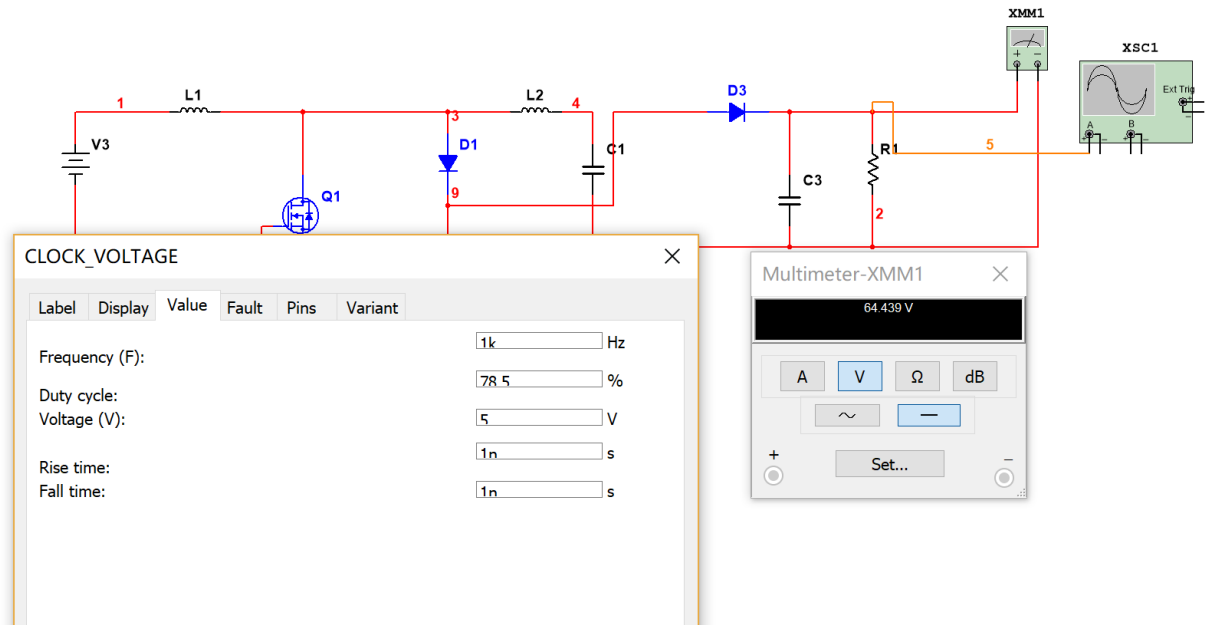 XMM1
XSC1
Ext Trig
A
B
L1
L2
D3
1
3
4
V3
D1
C1
R1
5
9
Q1
C3
2
CLOCK_VOLTAGE
Label Display Value Fault Pins Variant
Frequency (F): 1k Hz
Duty cycle: 78.5 %
Voltage (V): 5 V
Rise time: 1n s
Fall time: 1n s
Multimeter-XMM1
64.439 V
A V Ω dB
Set...